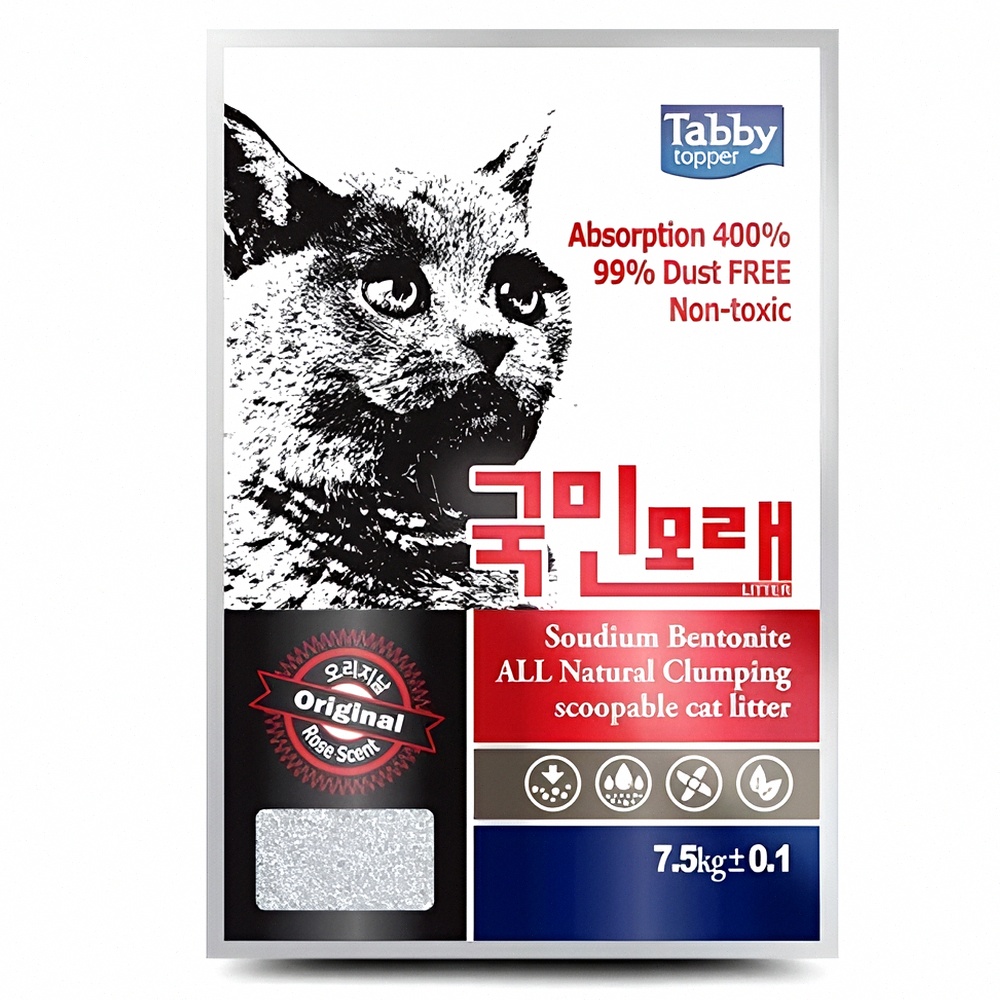 Tabby
topper
Absorption 400%
99% Dust FREE
Non-toxic
국민모래
LITTER
Soudium Bentonite
ALL Natural Clumping
scoopable cat litter
오리지널
Original
Rose Scent
7.5kg±0.1